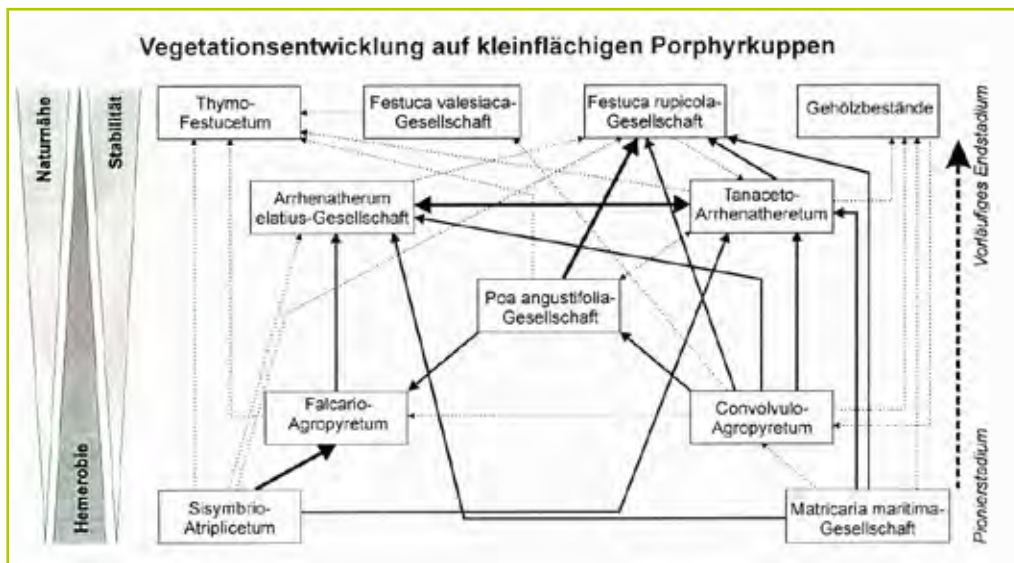 Vegetationsentwicklung auf kleinflächigen Porphyrkuppen
Naturnähe
Hemerobie
Stabilität
Thymo-
Festucetum
Festuca valesiaca-
Gesellschaft
Festuca rupicola-
Gesellschaft
Gehölzbestände
Arrhenatherum
elatius-Gesellschaft
Tanaceto-
Arrhenatheretum
Poa angustifolia-
Gesellschaft
Falcario-
Agropyretum
Convolvulo-
Agropyretum
Sisymbrio-
Atriplicetum
Matricaria maritima-
Gesellschaft
Vorläufiges Endstadium
Pionierstadium